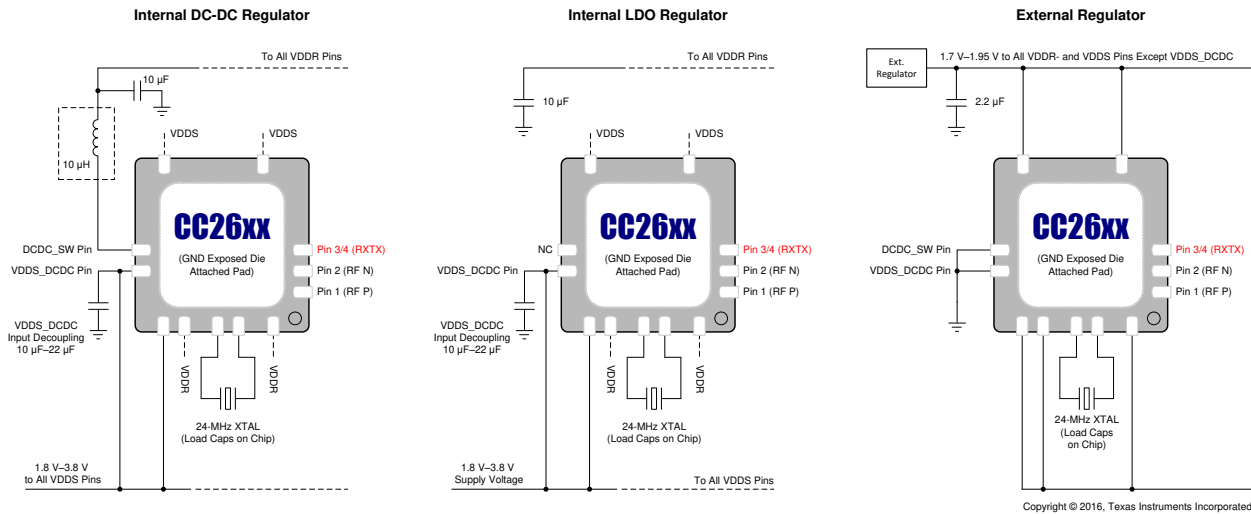 Internal DC-DC Regulator
To All VDDR Pins
10 µF
10 µH
VDDS
VDDS
CC26xx
(GND Exposed Die
Attached Pad)
DCDC_SW Pin
VDDS_DCDC Pin
Pin 3/4 (RXTX)
Pin 2 (RF N)
Pin 1 (RF P)
VDDS_DCDC
Input Decoupling
10 µF–22 µF
VDDR
VDDR
24-MHz XTAL
(Load Caps on Chip)
1.8 V–3.8 V
to All VDDS Pins
Internal LDO Regulator
To All VDDR Pins
10 µF
VDDS
VDDS
CC26xx
(GND Exposed Die
Attached Pad)
NC
VDDS_DCDC Pin
Pin 3/4 (RXTX)
Pin 2 (RF N)
Pin 1 (RF P)
VDDS_DCDC
Input Decoupling
10 µF–22 µF
VDDR
VDDR
24-MHz XTAL
(Load Caps on Chip)
1.8 V–3.8 V
Supply Voltage
To All VDDS Pins
External Regulator
Ext.
Regulator
1.7 V–1.95 V to All VDDR- and VDDS Pins Except VDDS_DCDC
2.2 µF
CC26xx
(GND Exposed Die
Attached Pad)
DCDC_SW Pin
VDDS_DCDC Pin
Pin 3/4 (RXTX)
Pin 2 (RF N)
Pin 1 (RF P)
24-MHz XTAL
(Load Caps
on Chip)
Copyright © 2016, Texas Instruments Incorporated